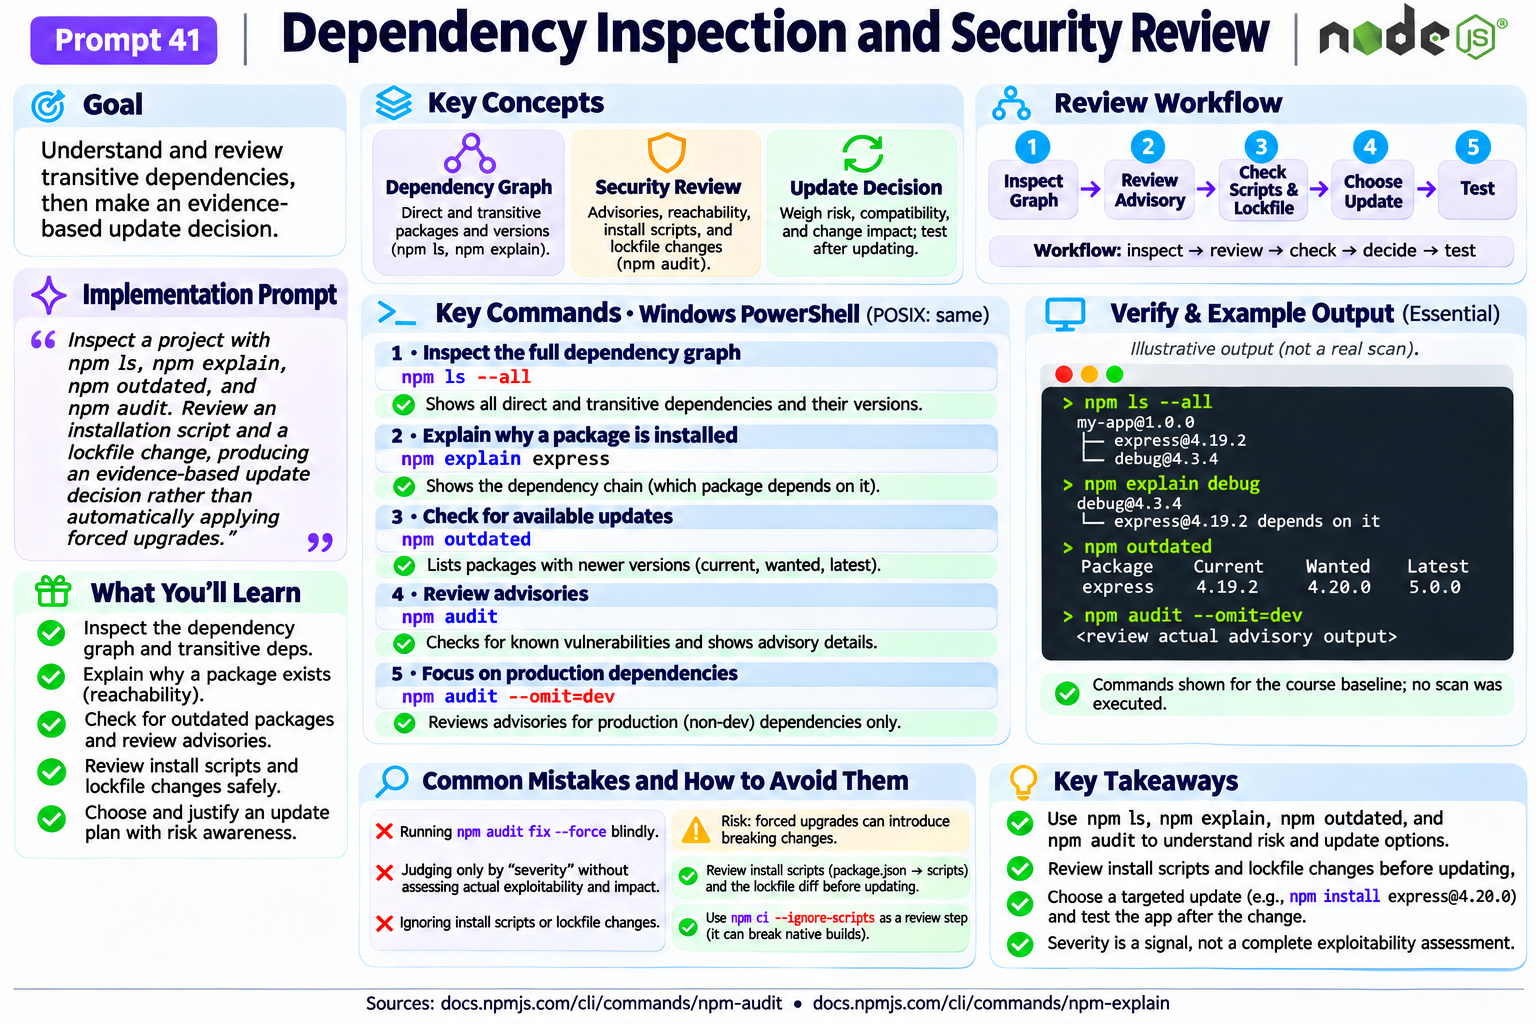 Prompt 41
Dependency Inspection and Security Review
node JS®
Goal
Understand and review
transitive dependencies,
then make an evidence-
based update decision.
Implementation Prompt
“ Inspect a project with
npm ls, npm explain,
npm outdated, and
npm audit. Review an
installation script and a
lockfile change, producing
an evidence-based update
decision rather than
automatically applying
forced upgrades.” ”
What You’ll Learn
Inspect the dependency
graph and transitive deps.
Explain why a package exists
(reachability).
Check for outdated packages
and review advisories.
Review install scripts and
lockfile changes safely.
Choose and justify an update
plan with risk awareness.
Key Concepts
Dependency Graph
Direct and transitive
packages and versions
(npm ls, npm explain).
Security Review
Advisories, reachability,
install scripts, and
lockfile changes
(npm audit).
Update Decision
Weigh risk, compatibility,
and change impact; test
after updating.
Review Workflow
1
Inspect
Graph
2
Review
Advisory
3
Check
Scripts &
Lockfile
4
Choose
Update
5
Test
Workflow: inspect → review → check → decide → test
>_ Key Commands • Windows PowerShell (POSIX: same)
1 • Inspect the full dependency graph
npm ls --all
Shows all direct and transitive dependencies and their versions.
2 • Explain why a package is installed
npm explain express
Shows the dependency chain (which package depends on it).
3 • Check for available updates
npm outdated
Lists packages with newer versions (current, wanted, latest).
4 • Review advisories
npm audit
Checks for known vulnerabilities and shows advisory details.
5 • Focus on production dependencies
npm audit --omit=dev
Reviews advisories for production (non-dev) dependencies only.
Verify & Example Output (Essential)
Illustrative output (not a real scan).
> npm ls --all
my-app@1.0.0
├── express@4.19.2
└── debug@4.3.4
> npm explain debug
debug@4.3.4
└── express@4.19.2 depends on it
> npm outdated
Package Current Wanted Latest
express 4.19.2 4.20.0 5.0.0
> npm audit --omit=dev
<review actual advisory output>
Commands shown for the course baseline; no scan was
executed.
Common Mistakes and How to Avoid Them
Running npm audit fix --force blindly.
Judging only by “severity” without
assessing actual exploitability and impact.
Ignoring install scripts or lockfile changes.
Risk: forced upgrades can introduce
breaking changes.
Review install scripts (package.json → scripts)
and the lockfile diff before updating.
Use npm ci --ignore-scripts as a review step
(it can break native builds).
Key Takeaways
Use npm ls, npm explain, npm outdated, and
npm audit to understand risk and update options.
Review install scripts and lockfile changes before updating,
Choose a targeted update (e.g., npm install express@4.20.0)
and test the app after the change.
Severity is a signal, not a complete exploitability assessment.
Sources: docs.npmjs.com/cli/commands/npm-audit • docs.npmjs.com/cli/commands/npm-explain